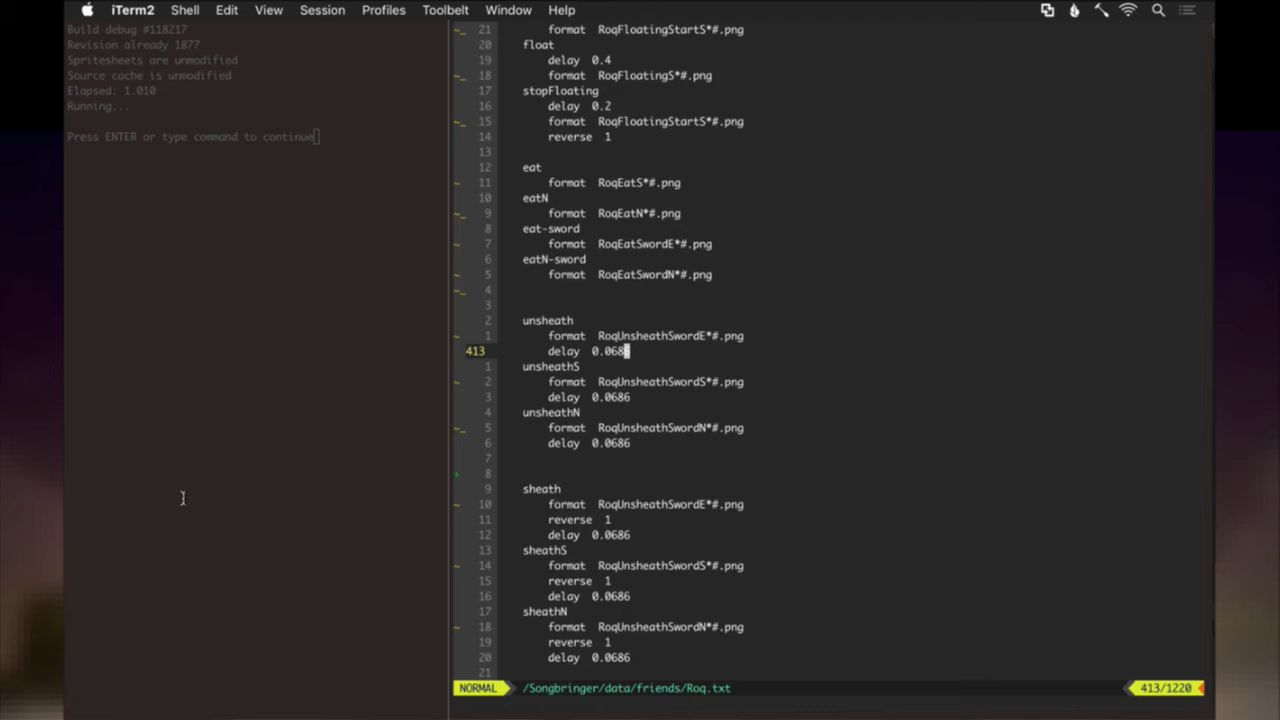 iTerm2 Shell Edit View Session Profiles Toolbelt Window Help
Build debug #118217
Revision already 1877
Spritesheets are unmodified
Source cache is unmodified
Elapsed: 1.010
Running...
Press ENTER or type command to continue
~_ 21 format RoqFloatingStartS*#.png
20 float
19 delay 0.4
~_ 18 format RoqFloatingS*#.png
17 stopFloating
16 delay 0.2
~_ 15 format RoqFloatingStartS*#.png
14 reverse 1
13
12 eat
~ 11 format RoqEatS*#.png
10 eatN
~_ 9 format RoqEatN*#.png
8 eat-sword
~ 7 format RoqEatSwordE*#.png
6 eatN-sword
~ 5 format RoqEatSwordN*#.png
~_ 4
3
2 unsheath
~ 1 format RoqUnsheathSwordE*#.png
413 delay 0.0686
1 unsheathS
~ 2 format RoqUnsheathSwordS*#.png
3 delay 0.0686
4 unsheathN
~_ 5 format RoqUnsheathSwordN*#.png
6 delay 0.0686
7
+ 8
9 sheath
~ 10 format RoqUnsheathSwordE*#.png
11 reverse 1
12 delay 0.0686
13 sheathS
~ 14 format RoqUnsheathSwordS*#.png
15 reverse 1
16 delay 0.0686
17 sheathN
~ 18 format RoqUnsheathSwordN*#.png
19 reverse 1
20 delay 0.0686
21
NORMAL /Songbringer/data/friends/Roq.txt 413/1220